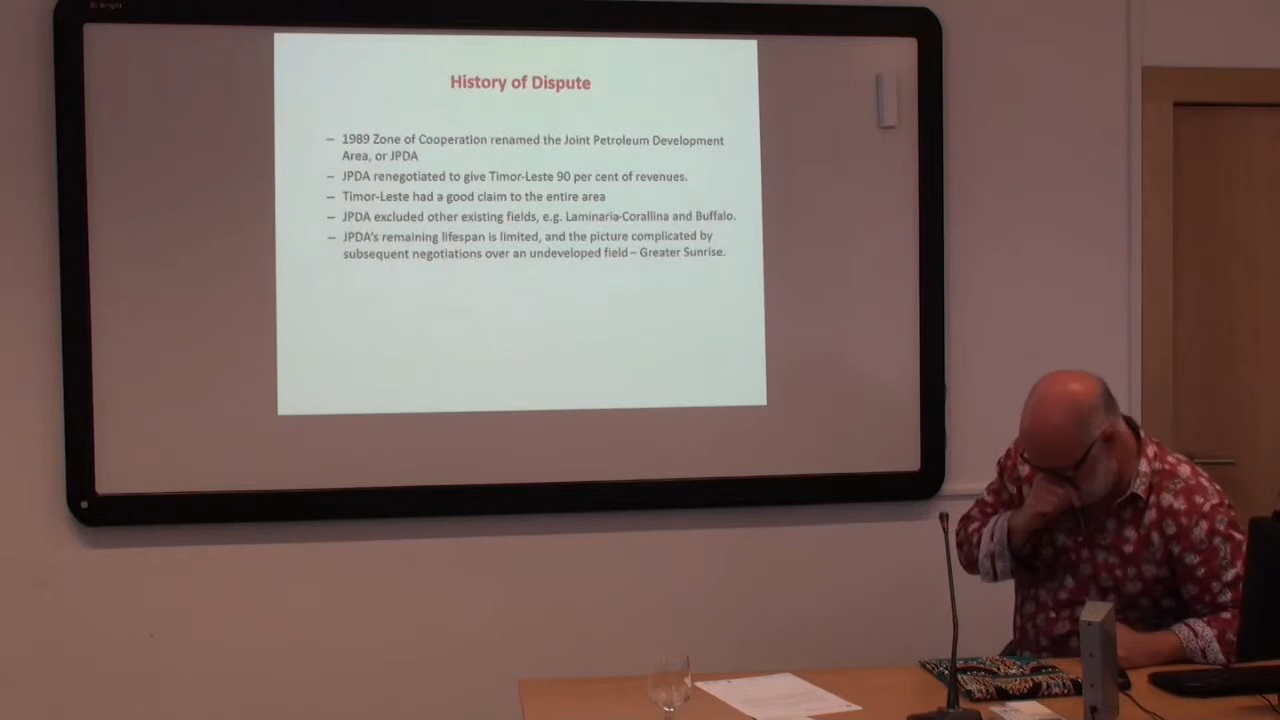 History of Dispute
– 1989 Zone of Cooperation renamed the Joint Petroleum Development
Area, or JPDA
– JPDA renegotiated to give Timor-Leste 90 per cent of revenues.
– Timor-Leste had a good claim to the entire area
– JPDA excluded other existing fields, e.g. Laminaria-Corallina and Buffalo.
– JPDA's remaining lifespan is limited, and the picture complicated by
subsequent negotiations over an undeveloped field – Greater Sunrise.